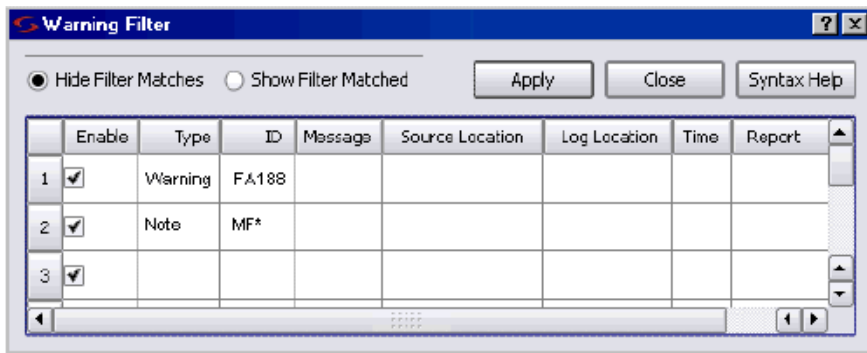 Warning Filter
Hide Filter Matches Show Filter Matched Apply Close Syntax Help
Enable Type ID Message Source Location Log Location Time Report
1 Warning FA188
2 Note MF*
3